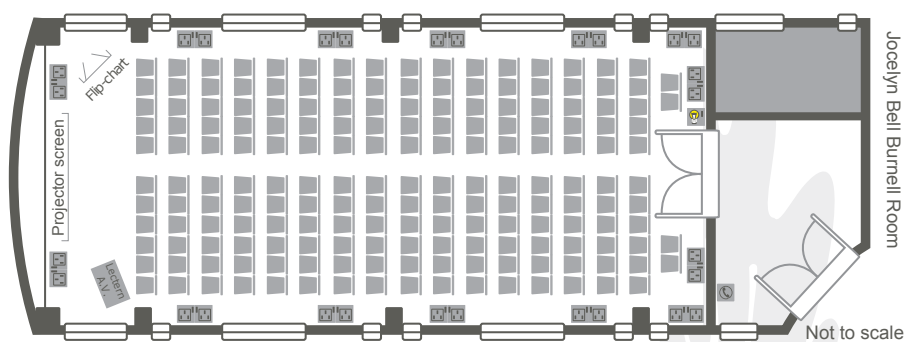 Flip-chart
Projector screen
Lectern
A.V.
Jocelyn Bell Burnell Room
Not to scale